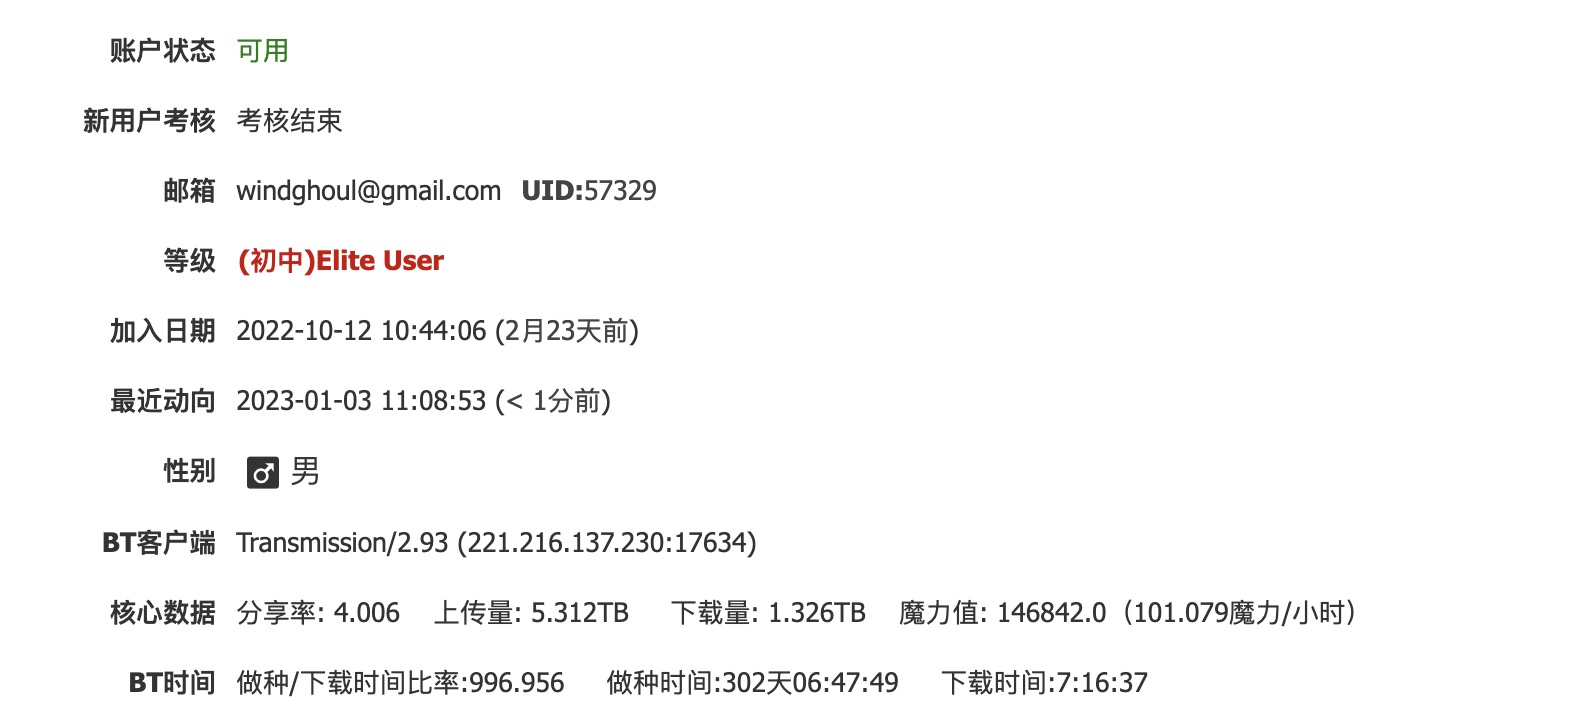 账户状态 可用
新用户考核 考核结束
邮箱 windghoul@gmail.com UID:57329
等级 (初中)Elite User
加入日期 2022-10-12 10:44:06 (2月23天前)
最近动向 2023-01-03 11:08:53 (< 1分前)
性别 男
BT客户端 Transmission/2.93 (221.216.137.230:17634)
核心数据 分享率: 4.006 上传量: 5.312TB 下载量: 1.326TB 魔力值: 146842.0（101.079魔力/小时）
BT时间 做种/下载时间比率:996.956 做种时间:302天06:47:49 下载时间:7:16:37